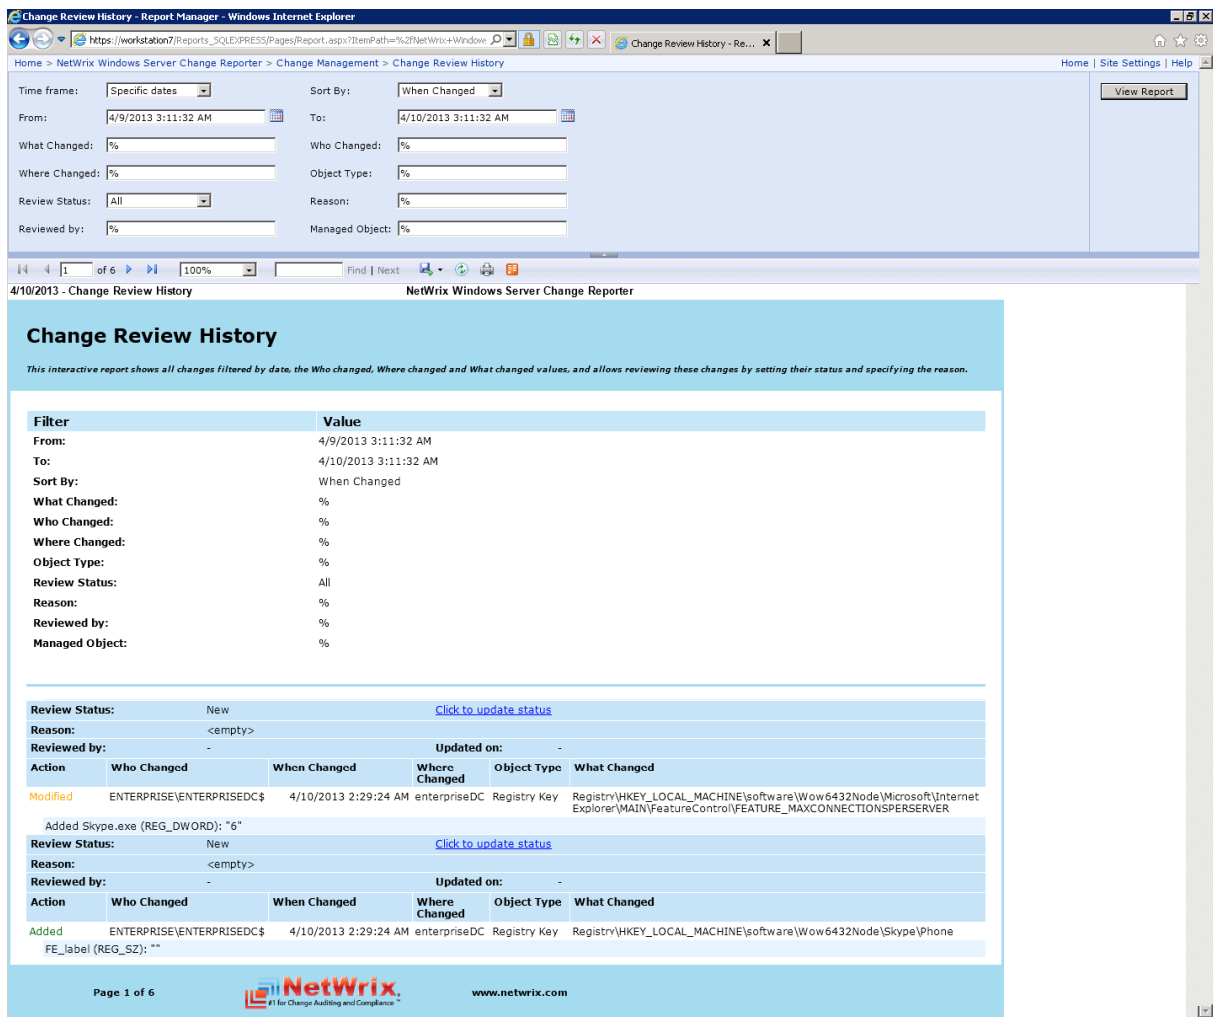 Change Review History - Report Manager - Windows Internet Explorer
https://workstation7/Reports_SQLEXPRESS/Pages/Report.aspx?ItemPath=%2fNetWrix+Window
Change Review History - Re...
Home > NetWrix Windows Server Change Reporter > Change Management > Change Review History
Home | Site Settings | Help
Time frame: Specific dates Sort By: When Changed View Report
From: 4/9/2013 3:11:32 AM To: 4/10/2013 3:11:32 AM
What Changed: % Who Changed: %
Where Changed: % Object Type: %
Review Status: All Reason: %
Reviewed by: % Managed Object: %
1 of 6 100% Find | Next
4/10/2013 - Change Review History NetWrix Windows Server Change Reporter
Change Review History
This interactive report shows all changes filtered by date, the Who changed, Where changed and What changed values, and allows reviewing these changes by setting their status and specifying the reason.
Filter Value
From: 4/9/2013 3:11:32 AM
To: 4/10/2013 3:11:32 AM
Sort By: When Changed
What Changed: %
Who Changed: %
Where Changed: %
Object Type: %
Review Status: All
Reason: %
Reviewed by: %
Managed Object: %
Review Status: New Click to update status
Reason: <empty>
Reviewed by: - Updated on: -
Action Who Changed When Changed Where Changed Object Type What Changed
Modified ENTERPRISE\ENTERPRISEDC$ 4/10/2013 2:29:24 AM enterpriseDC Registry Key Registry\HKEY_LOCAL_MACHINE\software\Wow6432Node\Microsoft\Internet
Explorer\MAIN\FeatureControl\FEATURE_MAXCONNECTIONSPERSERVER
Added Skype.exe (REG_DWORD): "6"
Review Status: New Click to update status
Reason: <empty>
Reviewed by: - Updated on: -
Action Who Changed When Changed Where Changed Object Type What Changed
Added ENTERPRISE\ENTERPRISEDC$ 4/10/2013 2:29:24 AM enterpriseDC Registry Key Registry\HKEY_LOCAL_MACHINE\software\Wow6432Node\Skype\Phone
FE_label (REG_SZ): ""
Page 1 of 6 NetWrix www.netwrix.com
#1 for Change Auditing and Compliance ™